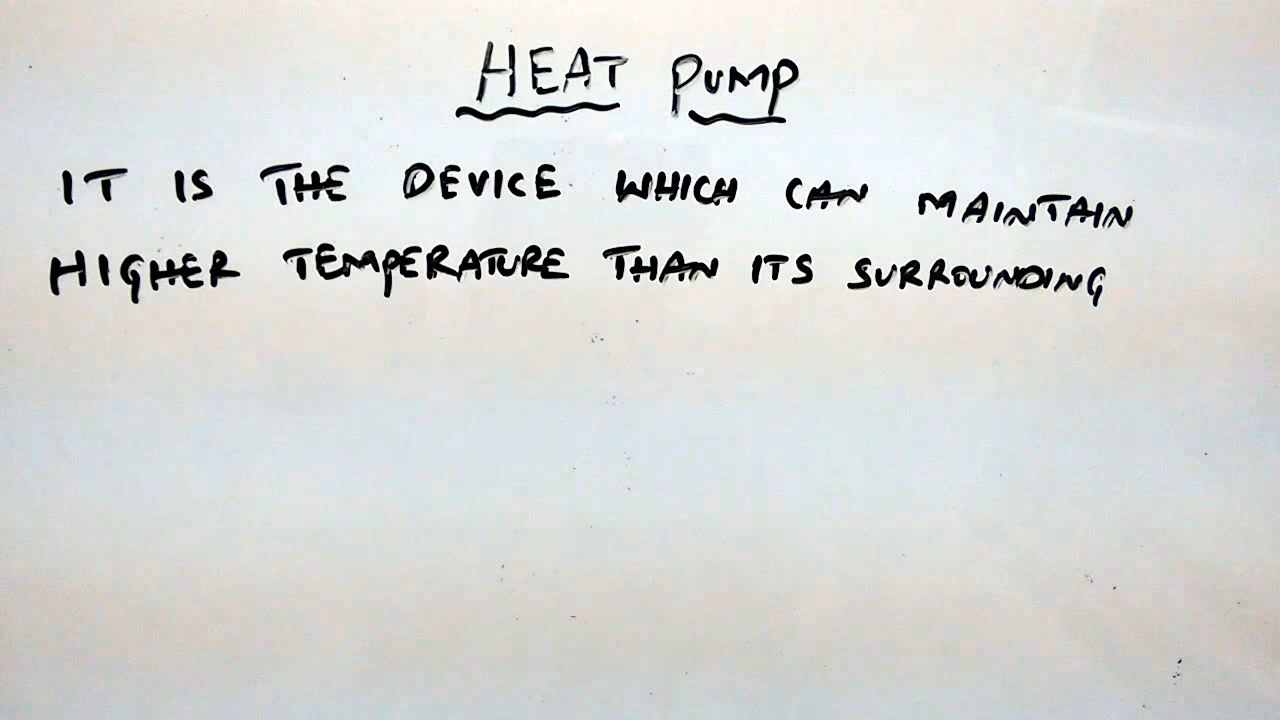 HEAT PUMP
IT IS THE DEVICE WHICH CAN MAINTAIN
HIGHER TEMPERATURE THAN ITS SURROUNDING